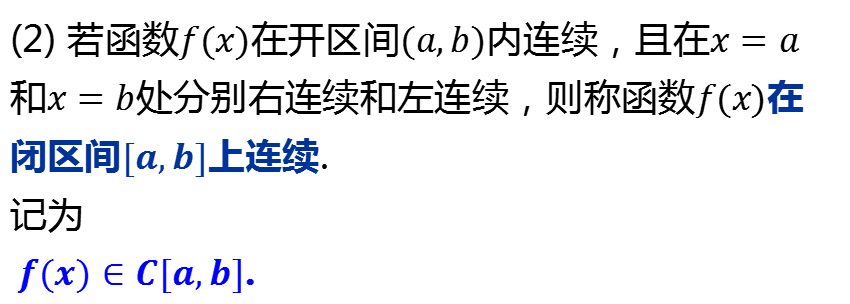 (2) 若函数f(x)在开区间(a, b)内连续，且在x = a
和x = b处分别右连续和左连续，则称函数f(x)在
闭区间[a, b]上连续.
记为
f(x) ∈ C[a, b].